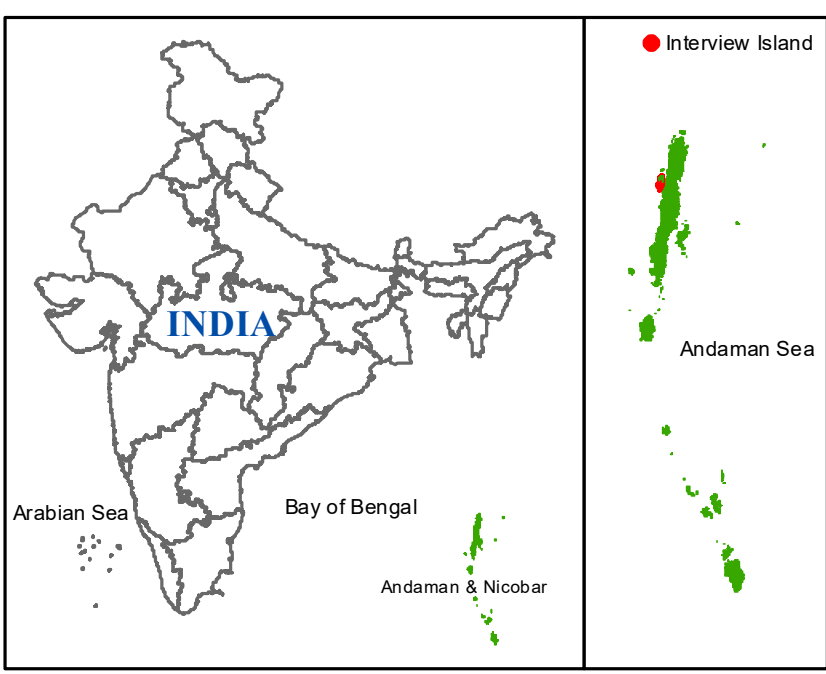 INDIA
Arabian Sea
Bay of Bengal
Andaman & Nicobar
Interview Island
Andaman Sea